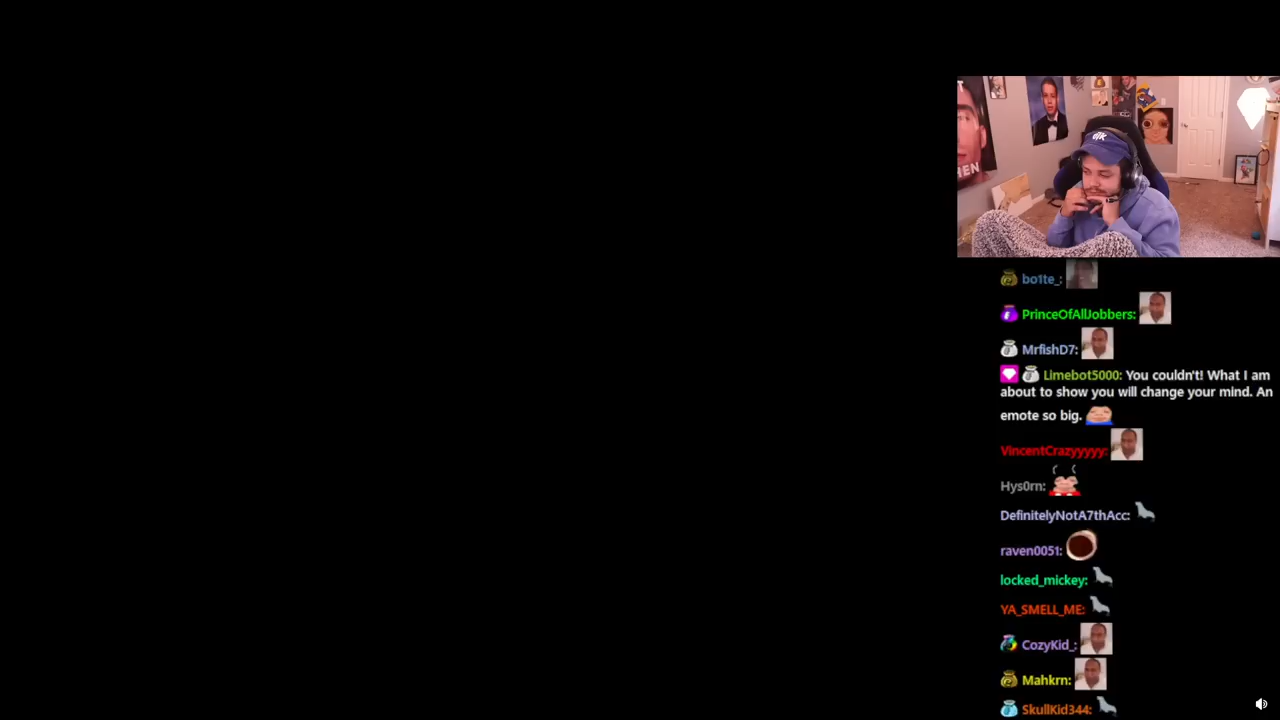 HEN
bo1te_:
PrinceOfAllJobbers:
MrfishD7:
Limebot5000: You couldn't! What I am
about to show you will change your mind. An
emote so big.
VincentCrazyyyyy:
Hys0rn:
DefinitelyNotA7thAcc:
raven0051:
locked_mickey:
YA_SMELL_ME:
CozyKid_:
Mahkrn:
SkullKid344: